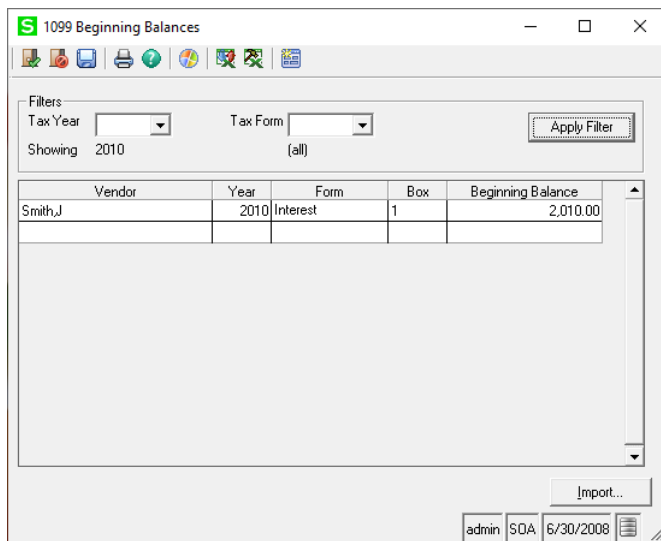 S 1099 Beginning Balances
Filters
Tax Year Tax Form Apply Filter
Showing 2010 (all)
Vendor Year Form Box Beginning Balance
Smith,J 2010 Interest 1 2,010.00
Import...
admin SOA 6/30/2008